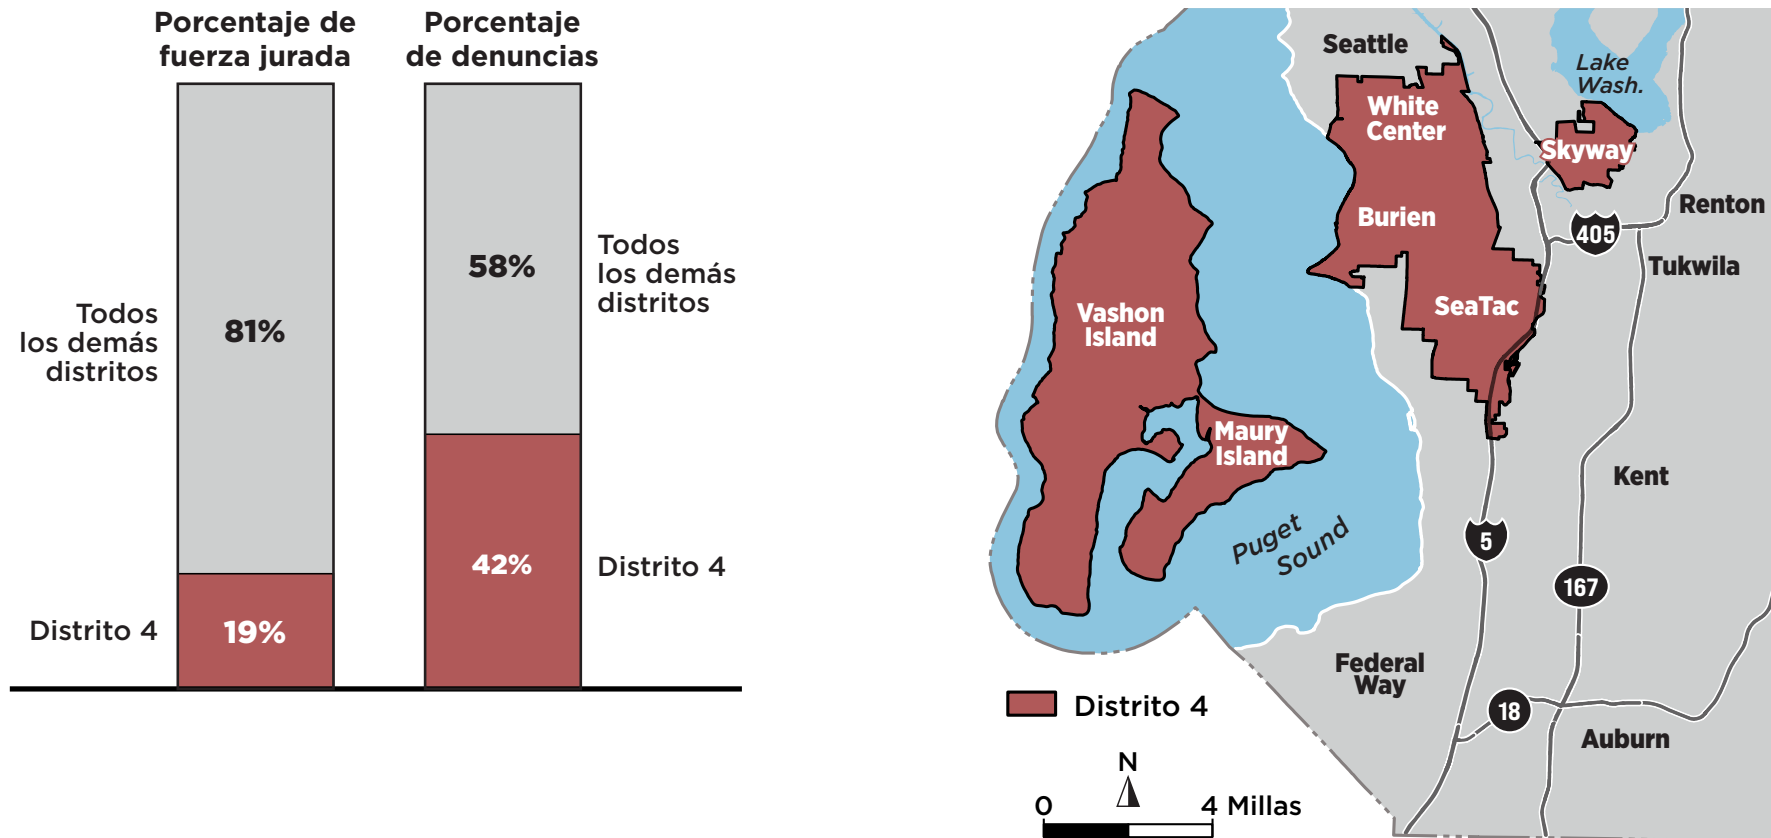 Porcentaje de
fuerza jurada
Porcentaje
de denuncias
Todos
los demás
distritos
81%
Distrito 4
19%
58%
Todos
los demás
distritos
42%
Distrito 4
Seattle
Lake
Wash.
White
Center
Skyway
Burien
Renton
405
Tukwila
SeaTac
Vashon
Island
Maury
Island
Kent
Puget
Sound
5
167
Federal
Way
18
Auburn
Distrito 4
N
0
4 Millas